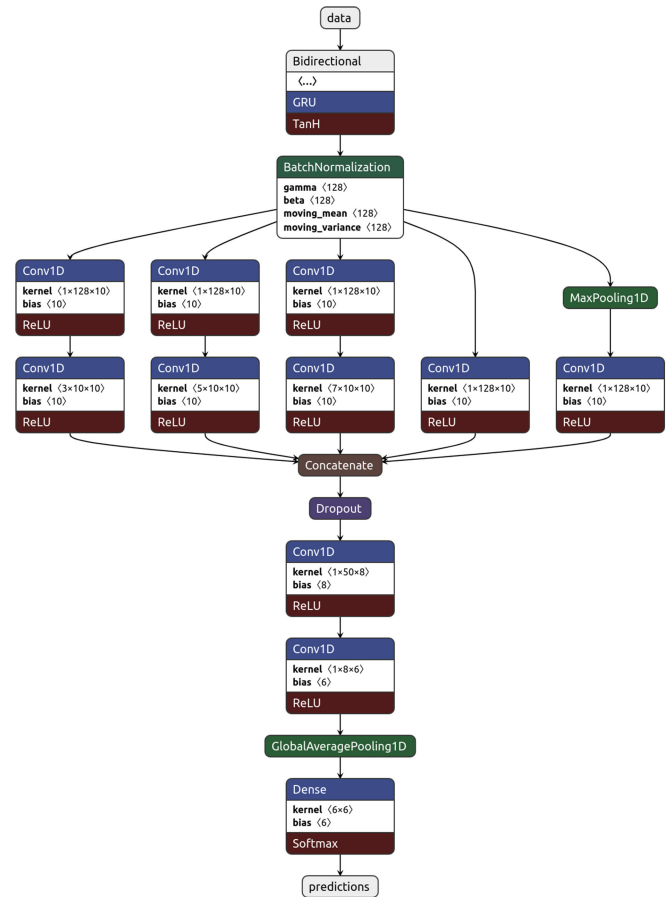 data
Bidirectional
〈...〉
GRU
TanH
BatchNormalization
gamma 〈128〉
beta 〈128〉
moving_mean 〈128〉
moving_variance 〈128〉
Conv1D
kernel 〈1×128×10〉
bias 〈10〉
ReLU
Conv1D
kernel 〈1×128×10〉
bias 〈10〉
ReLU
Conv1D
kernel 〈1×128×10〉
bias 〈10〉
ReLU
MaxPooling1D
Conv1D
kernel 〈3×10×10〉
bias 〈10〉
ReLU
Conv1D
kernel 〈5×10×10〉
bias 〈10〉
ReLU
Conv1D
kernel 〈7×10×10〉
bias 〈10〉
ReLU
Conv1D
kernel 〈1×128×10〉
bias 〈10〉
ReLU
Conv1D
kernel 〈1×128×10〉
bias 〈10〉
ReLU
Concatenate
Dropout
Conv1D
kernel 〈1×50×8〉
bias 〈8〉
ReLU
Conv1D
kernel 〈1×8×6〉
bias 〈6〉
ReLU
GlobalAveragePooling1D
Dense
kernel 〈6×6〉
bias 〈6〉
Softmax
predictions